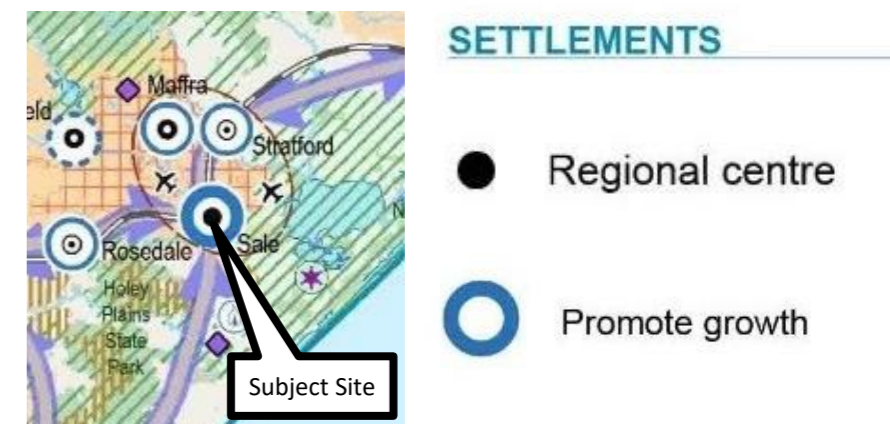 Maffra
eld
Stratford
Rosedale
Sale
Holey
Plains
State
Park
N
Subject Site
SETTLEMENTS
Regional centre
Promote growth